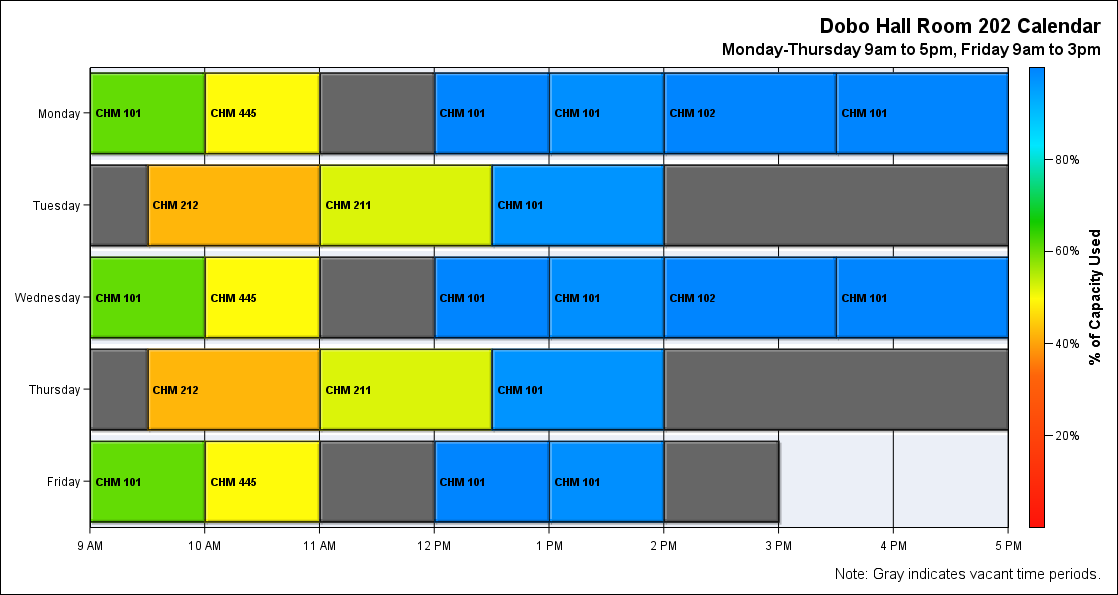 Dobo Hall Room 202 Calendar
Monday-Thursday 9am to 5pm, Friday 9am to 3pm
Monday
CHM 101
CHM 445
CHM 101
CHM 101
CHM 102
CHM 101
Tuesday
CHM 212
CHM 211
CHM 101
Wednesday
CHM 101
CHM 445
CHM 101
CHM 101
CHM 102
CHM 101
Thursday
CHM 212
CHM 211
CHM 101
Friday
CHM 101
CHM 445
CHM 101
CHM 101
9 AM
10 AM
11 AM
12 PM
1 PM
2 PM
3 PM
4 PM
5 PM
80%
60%
40%
20%
% of Capacity Used
Note: Gray indicates vacant time periods.